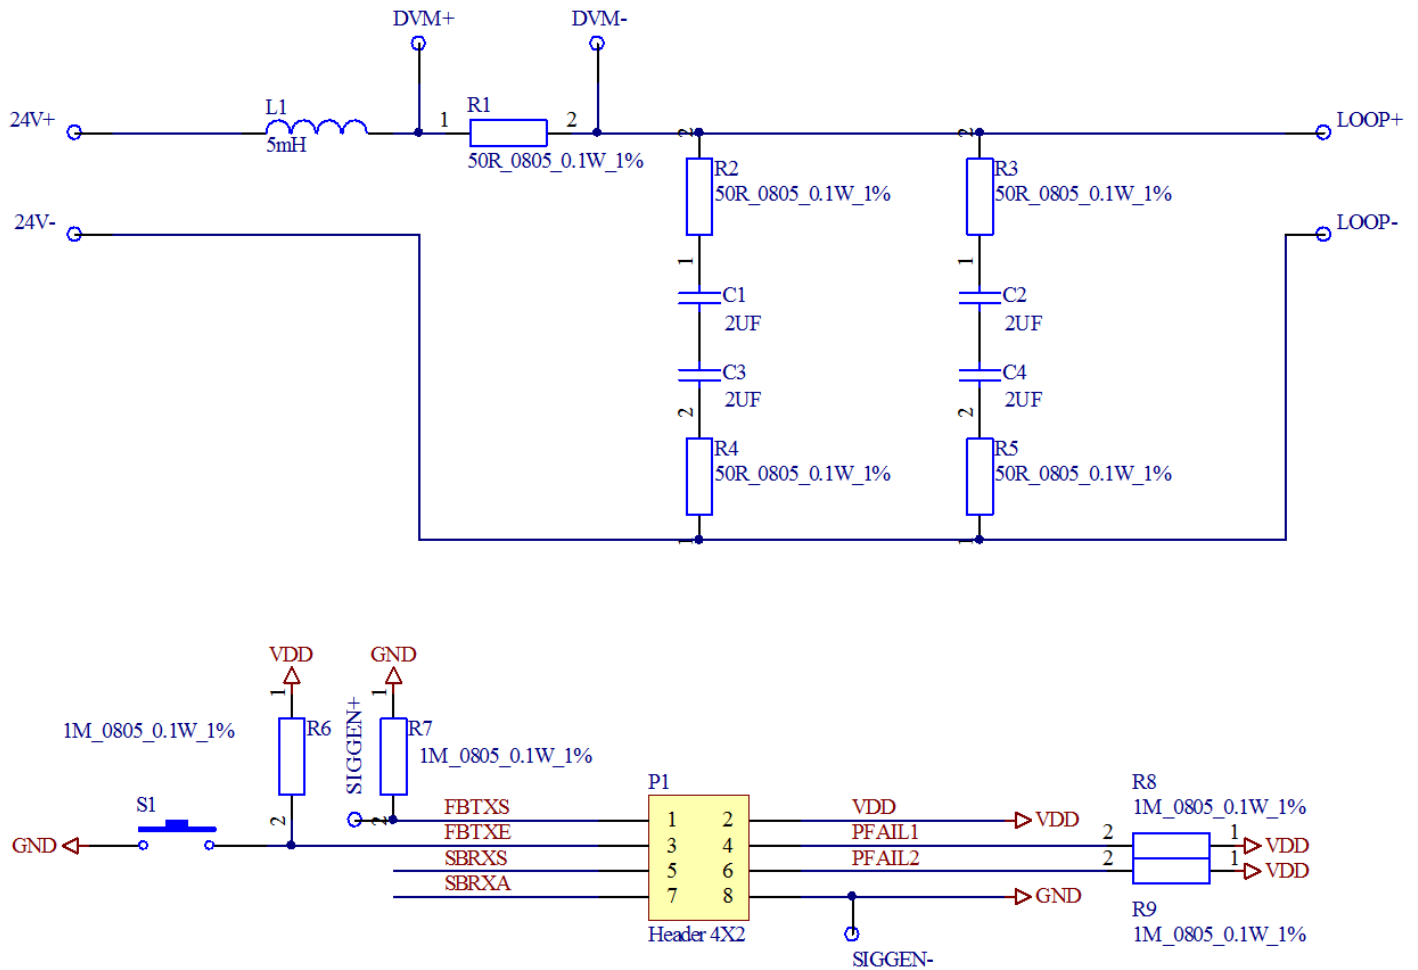 DVM+ DVM-
24V+ L1 1 R1 2 2 2 LOOP+
5mH 50R_0805_0.1W_1%
R2 R3
50R_0805_0.1W_1% 50R_0805_0.1W_1%
24V- LOOP-
1 1
C1 C2
2UF 2UF
C3 C4
2UF 2UF
2 2
R4 R5
50R_0805_0.1W_1% 50R_0805_0.1W_1%
1 1
VDD GND
1 1
SIGGEN+
1M_0805_0.1W_1% R6 R7
1M_0805_0.1W_1%
P1 R8
S1 FBTXS 1 2 VDD VDD 1M_0805_0.1W_1%
2 2
GND FBTXE 3 4 PFAIL1 2 1 VDD
SBRXS 5 6 PFAIL2 2 1 VDD
SBRXA 7 8 GND
R9
Header 4X2 1M_0805_0.1W_1%
SIGGEN-